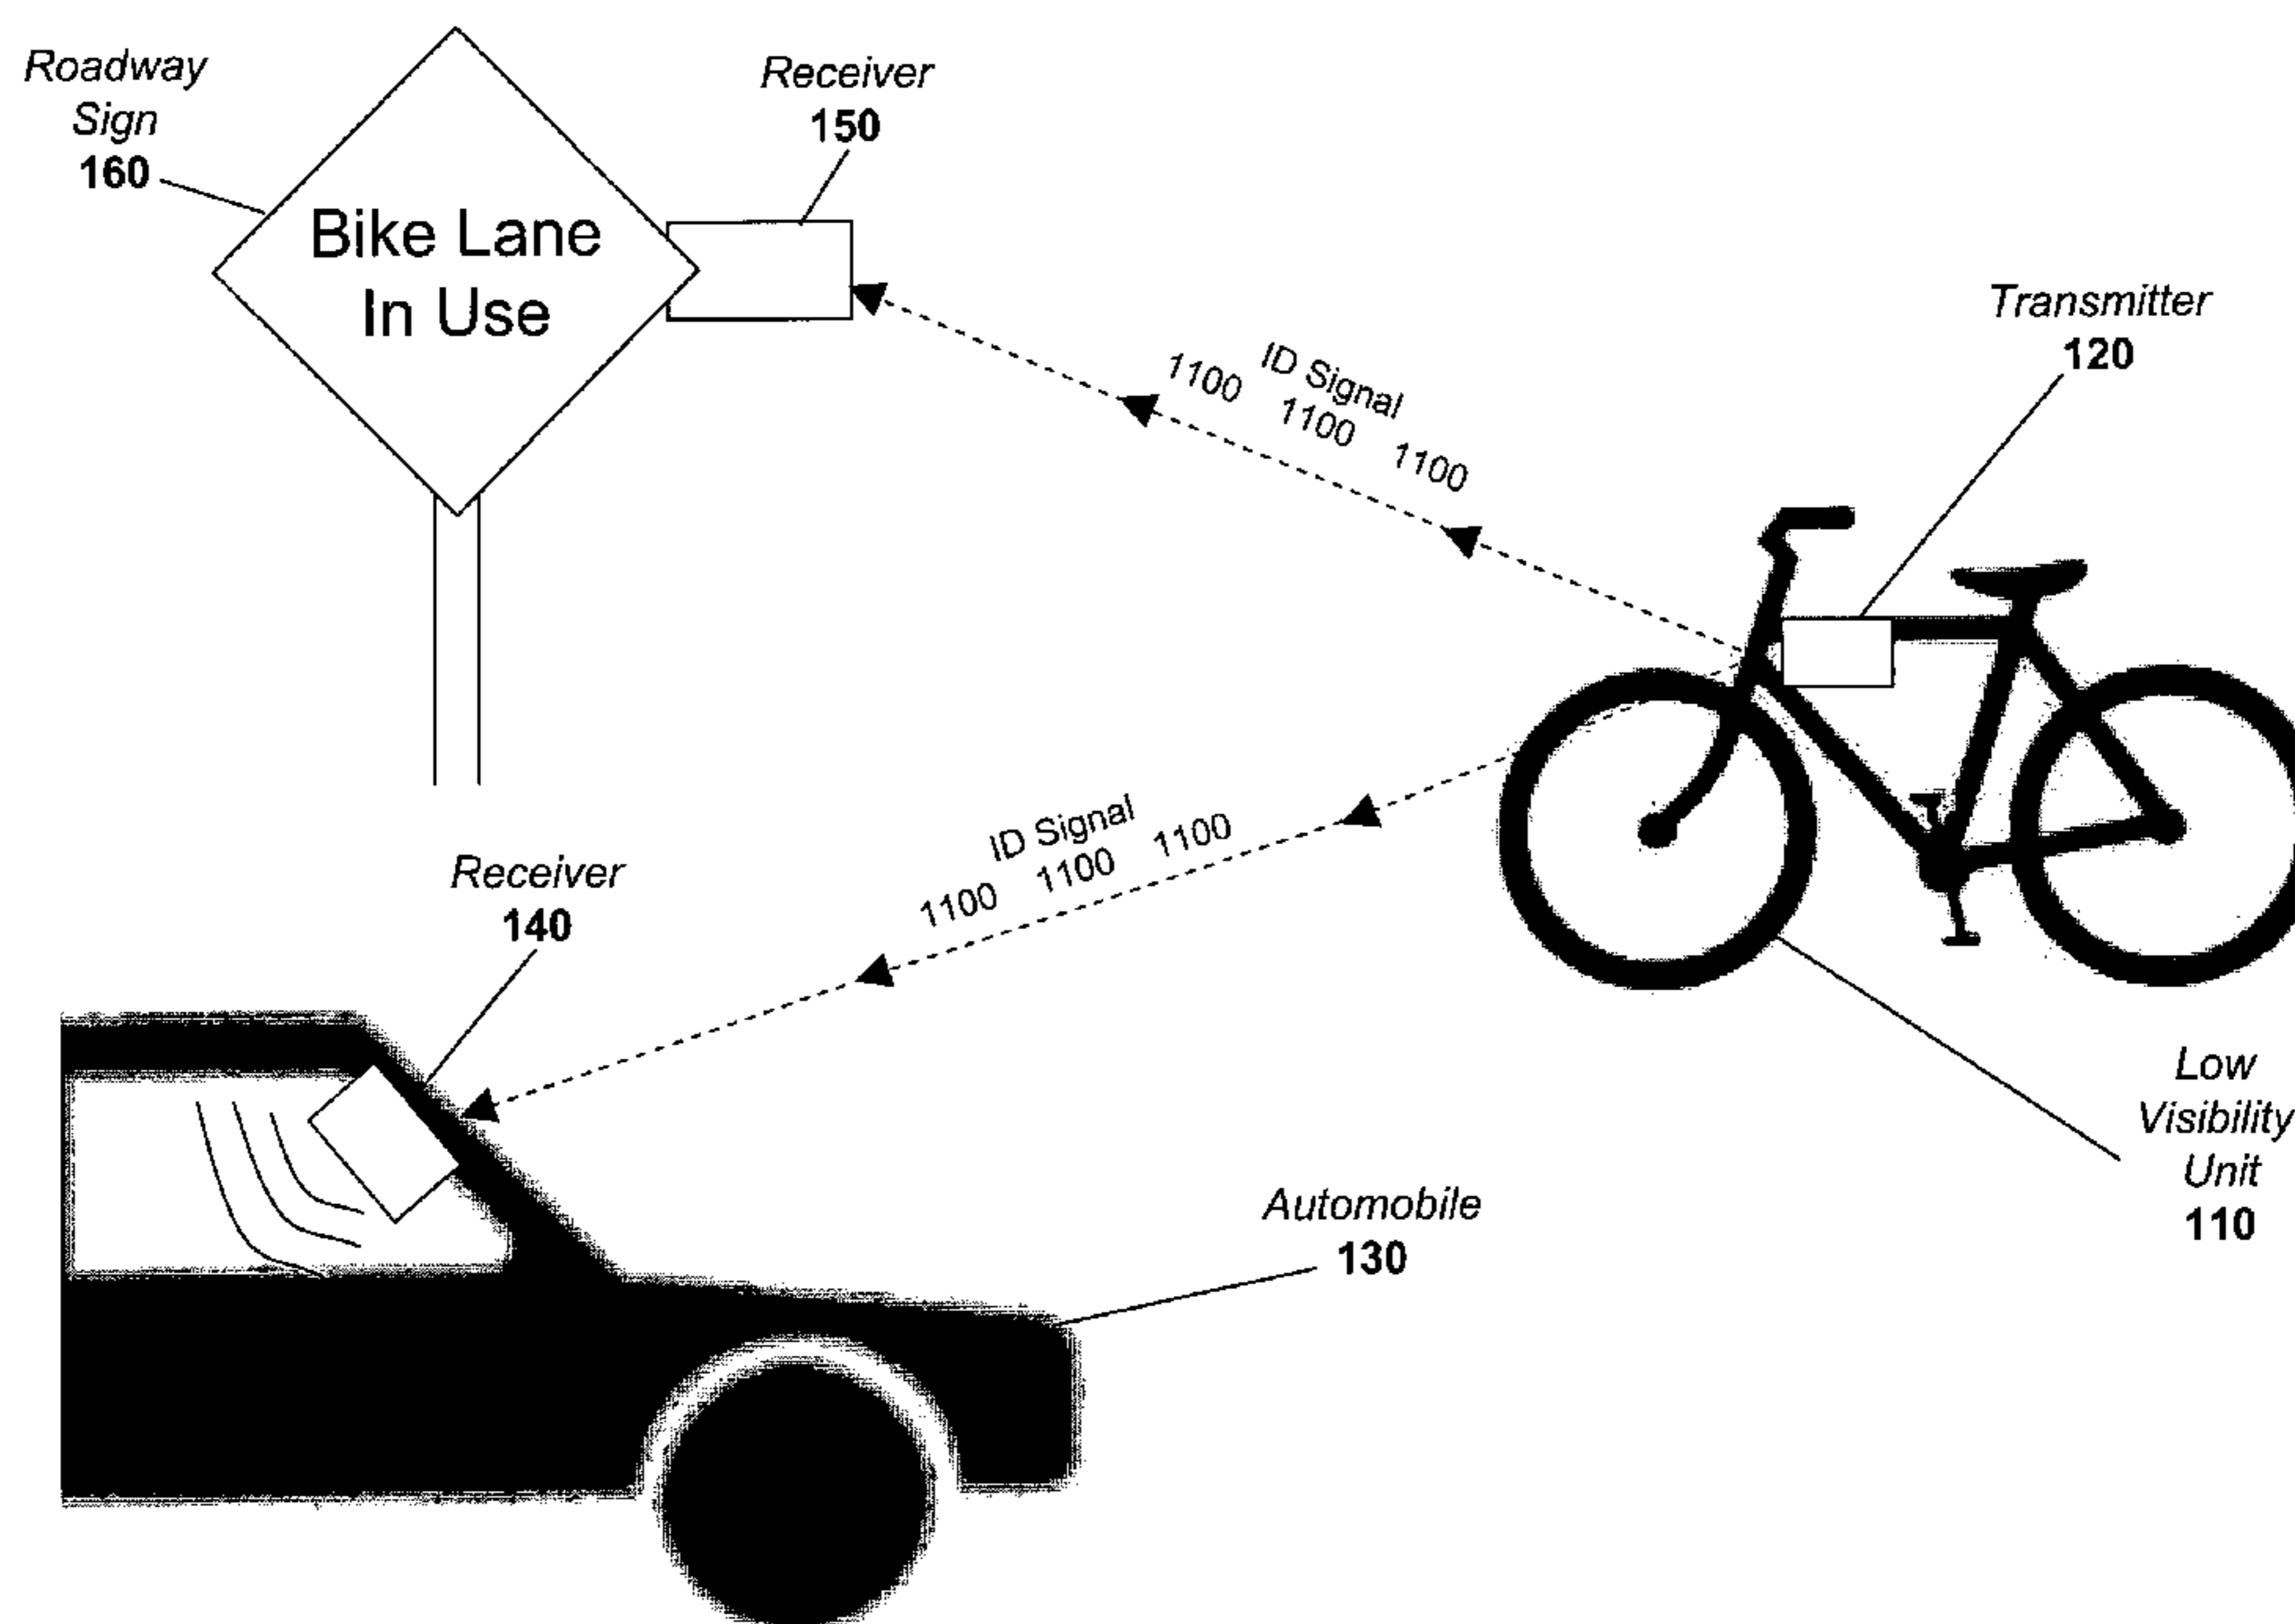 Roadway
Sign
160
Receiver
150
Bike Lane
In Use
Transmitter
120
ID Signal
1100 1100 1100
ID Signal
1100 1100 1100
Receiver
140
Low
Visibility
Unit
110
Automobile
130